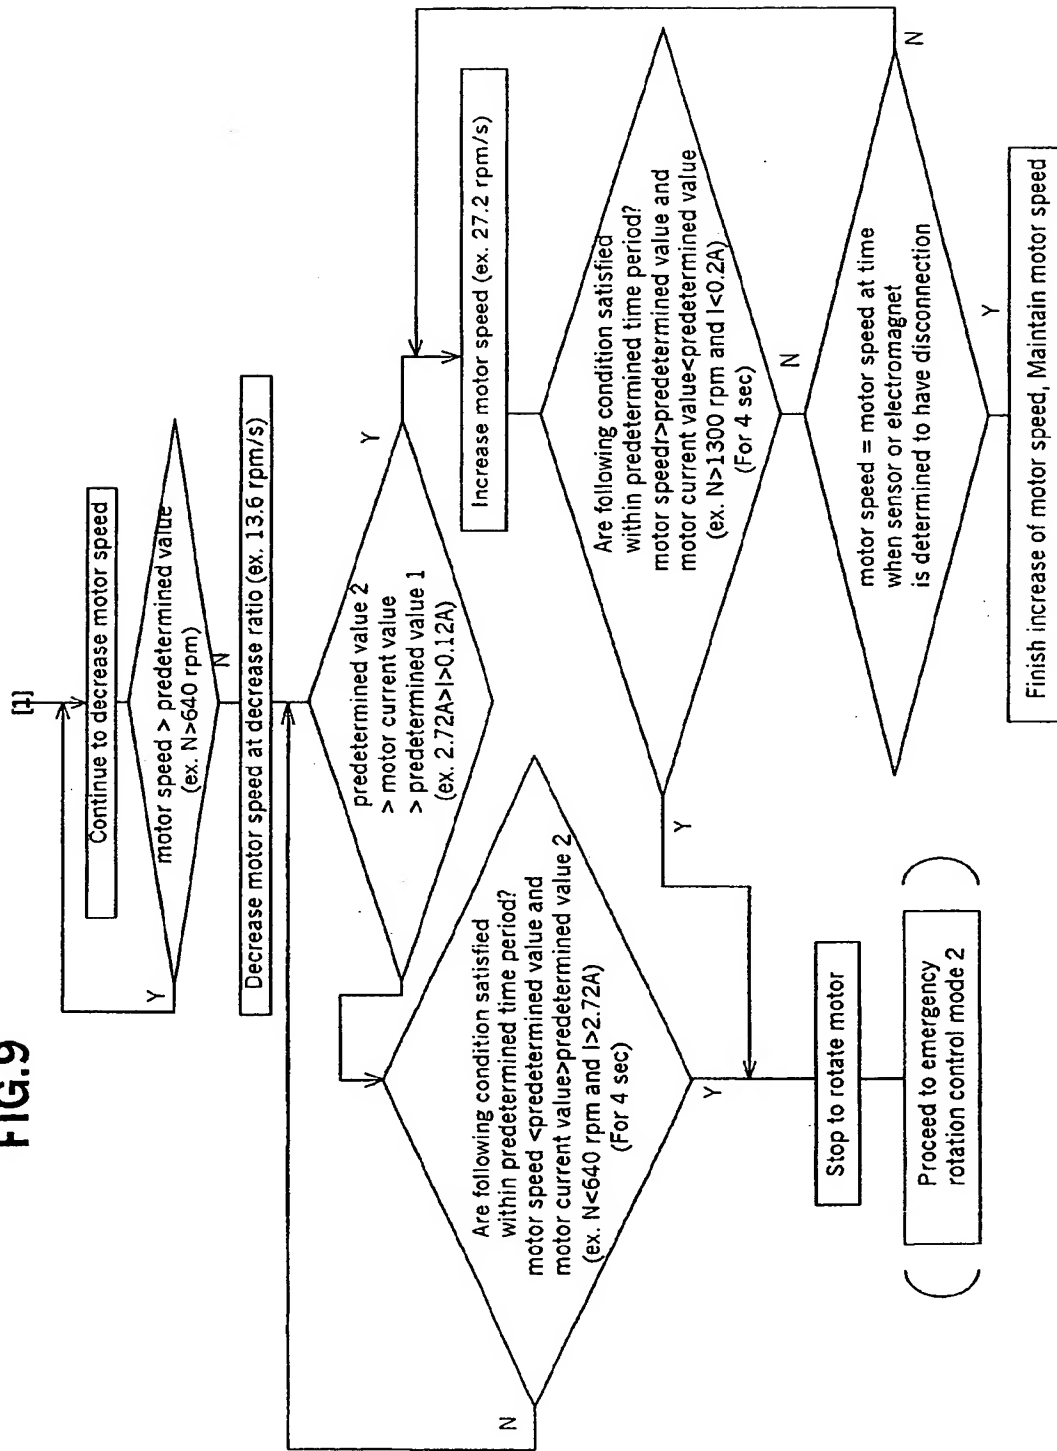 FIG.9
[1]
Continue to decrease motor speed
motor speed > predetermined value
(ex. N>640 rpm)
Y
N
Decrease motor speed at decrease ratio (ex. 13.6 rpm/s)
predetermined value 2
> motor current value
> predetermined value 1
(ex. 2.72A>I>0.12A)
Y
Are following condition satisfied
within predetermined time period?
motor speed <predetermined value and
motor current value>predetermined value 2
(ex. N<640 rpm and I>2.72A)
(For 4 sec)
N
Y
Increase motor speed (ex. 27.2 rpm/s)
Are following condition satisfied
within predetermined time period?
motor speedr>predetermined value and
motor current value<predetermined value
(ex. N>1300 rpm and I<0.2A)
(For 4 sec)
Y
N
motor speed = motor speed at time
when sensor or electromagnet
is determined to have disconnection
N
Y
Stop to rotate motor
Proceed to emergency
rotation control mode 2
Finish increase of motor speed, Maintain motor speed